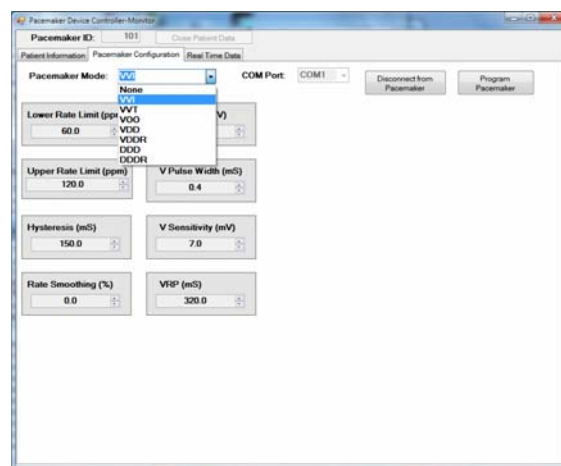 Pacemaker Device Controller-Monitor
Pacemaker ID: 101 Close Patient Data
Patient Information Pacemaker Configuration Real Time Data
Pacemaker Mode: VVI COM Port: COM1 Disconnect from Pacemaker Program Pacemaker
None
VVI
VVT
VOO
VDD
VDDR
DDD
DDDR
Lower Rate Limit (ppm V)
60.0
Upper Rate Limit (ppm) V Pulse Width (mS)
120.0 0.4
Hysteresis (mS) V Sensitivity (mV)
150.0 7.0
Rate Smoothing (%) VRP (mS)
0.0 320.0